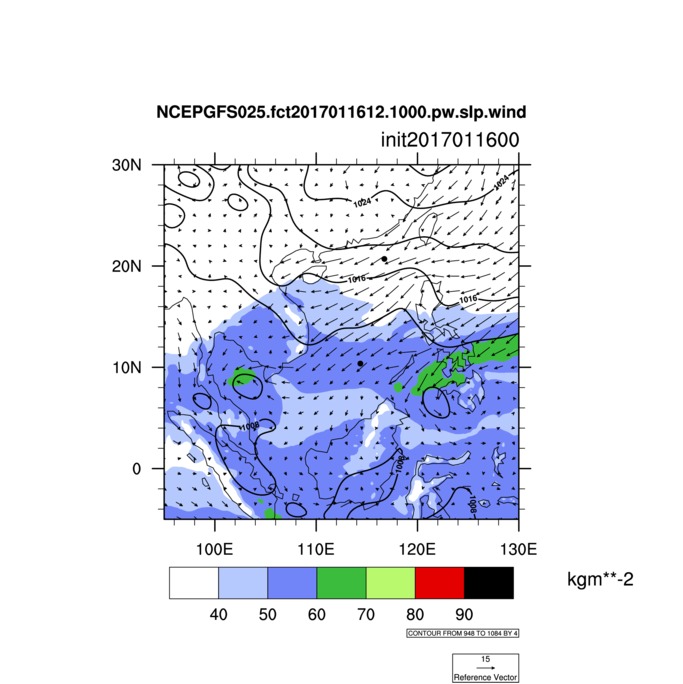 NCEPGFS025.fct2017011612.1000.pw.slp.wind
init2017011600
30N
1024
1024
20N
1016
1016
10N
1008
1008
0
1008
100E 110E 120E 130E
kgm**-2
40 50 60 70 80 90
CONTOUR FROM 948 TO 1084 BY 4
15
Reference Vector